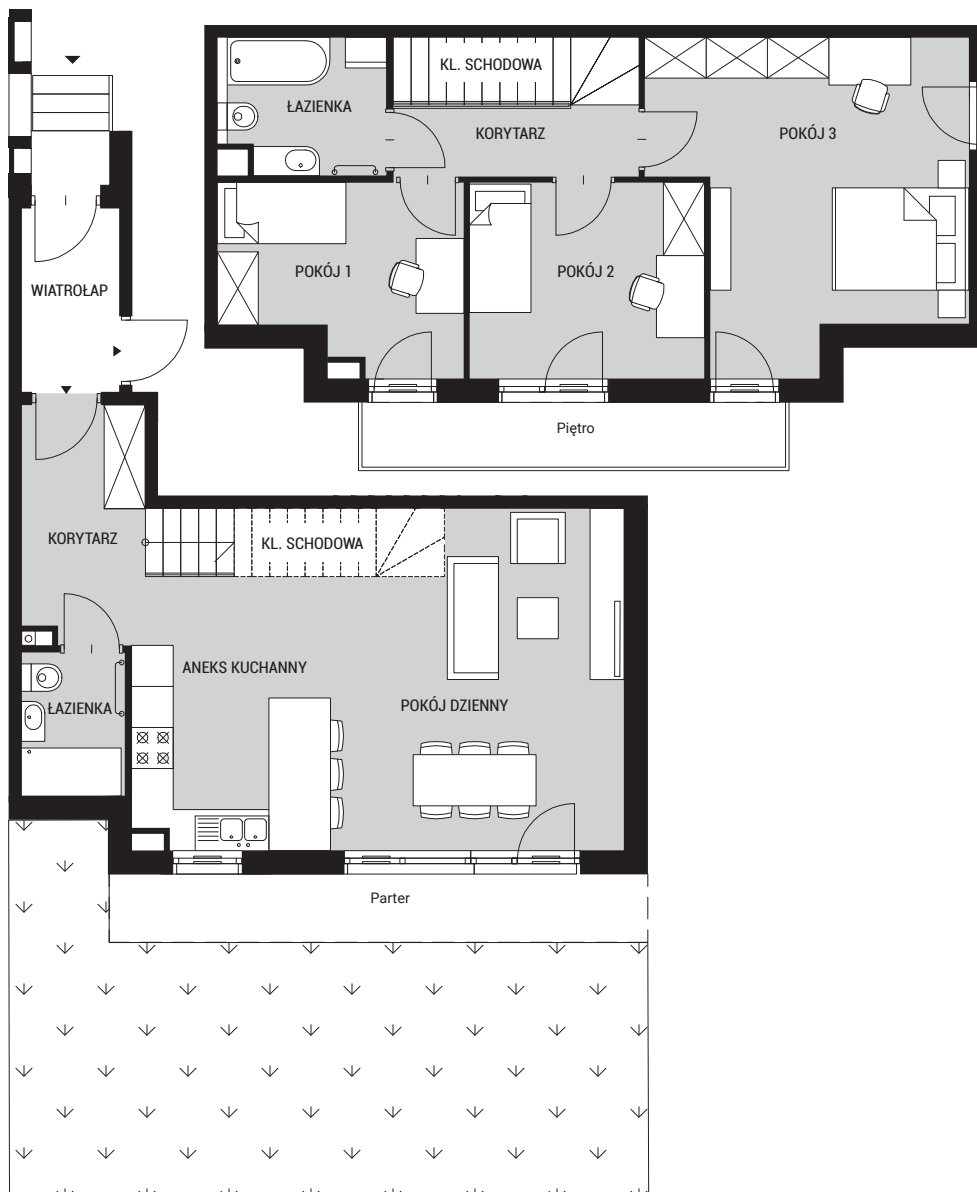 KL. SCHODOWA
ŁAZIENKA
KORYTARZ
POKÓJ 3
POKÓJ 1
POKÓJ 2
WIATROŁAP
Piętro
KORYTARZ
KL. SCHODOWA
ANEKS KUCHANNY
ŁAZIENKA
POKÓJ DZIENNY
Parter